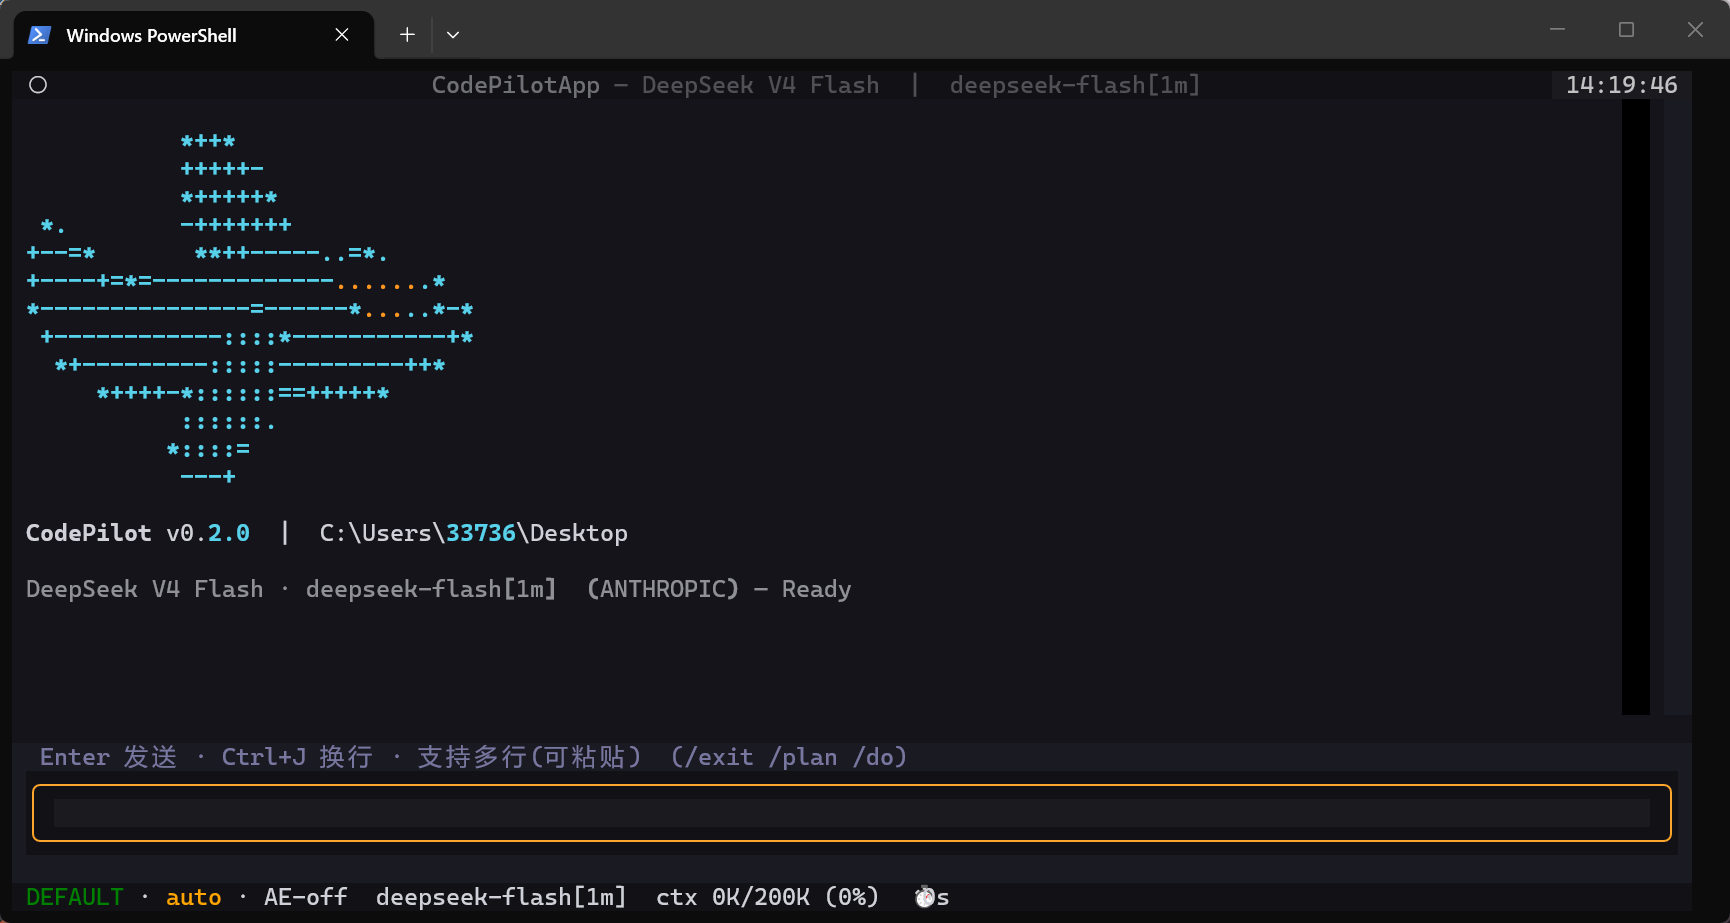 Windows PowerShell
CodePilotApp — DeepSeek V4 Flash | deepseek-flash[1m] 14:19:46
           *+++*
           +++++-
           *++++++*
 *.        -+++++++
+--=*       **++-----..=*.
+----+=*=-------------.......*
*---------------=------*.....*-*
 +------------::::*-----------+*
  *+---------:::::---------++*
     *++++-*::::::==+++++*
           ::::::.
          *::::=
           ---+
CodePilot v0.2.0 | C:\Users\33736\Desktop
DeepSeek V4 Flash · deepseek-flash[1m] (ANTHROPIC) — Ready
Enter 发送 · Ctrl+J 换行 · 支持多行(可粘贴) (/exit /plan /do)
DEFAULT · auto · AE-off deepseek-flash[1m] ctx 0K/200K (0%) ⏱s